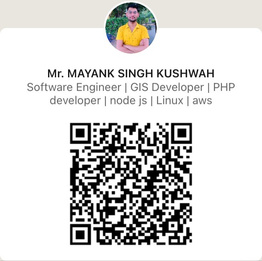 Mr. MAYANK SINGH KUSHWAH
Software Engineer | GIS Developer | PHP
developer | node js | Linux | aws